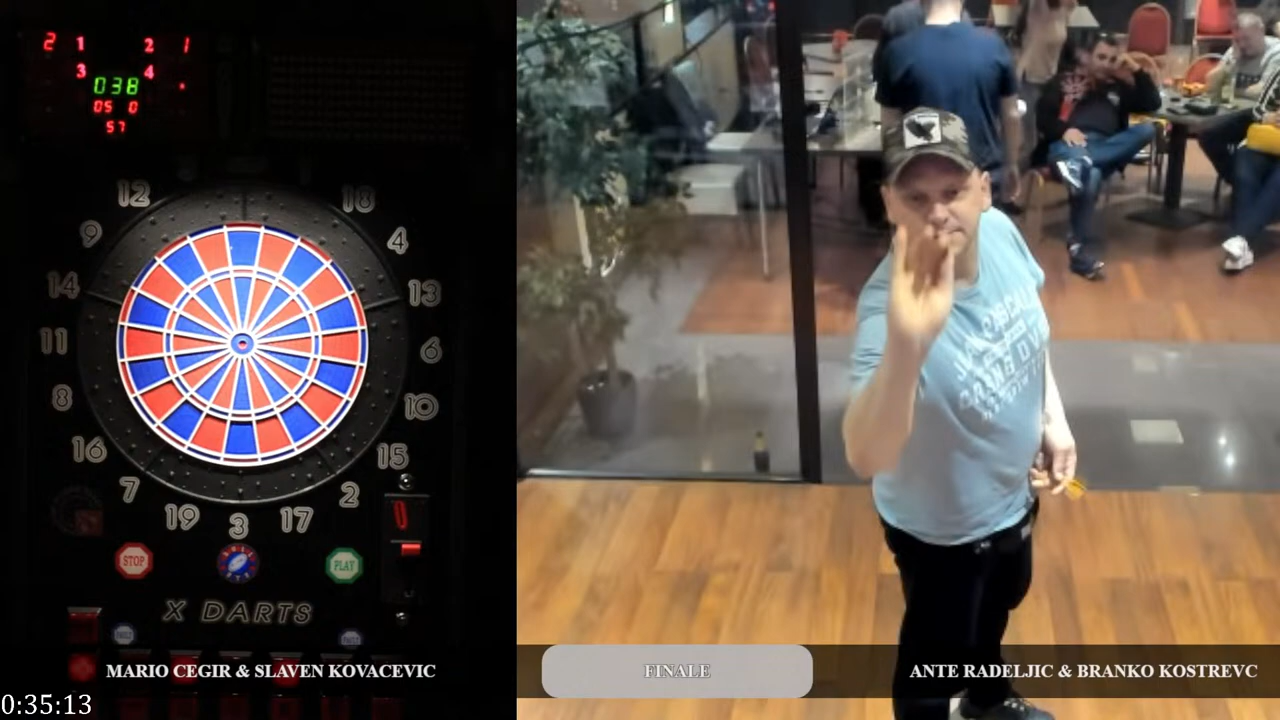 2 1 2 1
3 4
038
05 0
57
12 18
9 4
14 13
11 6
8 10
16 15
7 2
19 3 17
0
STOP
PLAY
X DARTS
MARIO CEGIR & SLAVEN KOVACEVIC
FINALE
ANTE RADELJIC & BRANKO KOSTREVC
0:35:13